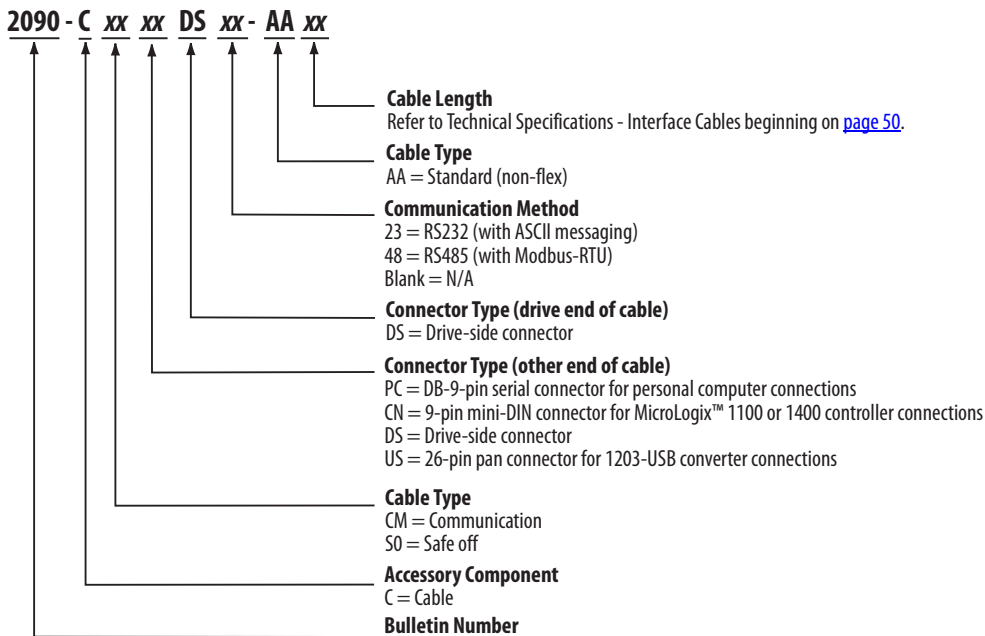 2090 - C xx xx DS xx - AA xx
Cable Length
Refer to Technical Specifications - Interface Cables beginning on page 50.
Cable Type
AA = Standard (non-flex)
Communication Method
23 = RS232 (with ASCII messaging)
48 = RS485 (with Modbus-RTU)
Blank = N/A
Connector Type (drive end of cable)
DS = Drive-side connector
Connector Type (other end of cable)
PC = DB-9-pin serial connector for personal computer connections
CN = 9-pin mini-DIN connector for MicroLogix™ 1100 or 1400 controller connections
DS = Drive-side connector
US = 26-pin pan connector for 1203-USB converter connections
Cable Type
CM = Communication
S0 = Safe off
Accessory Component
C = Cable
Bulletin Number